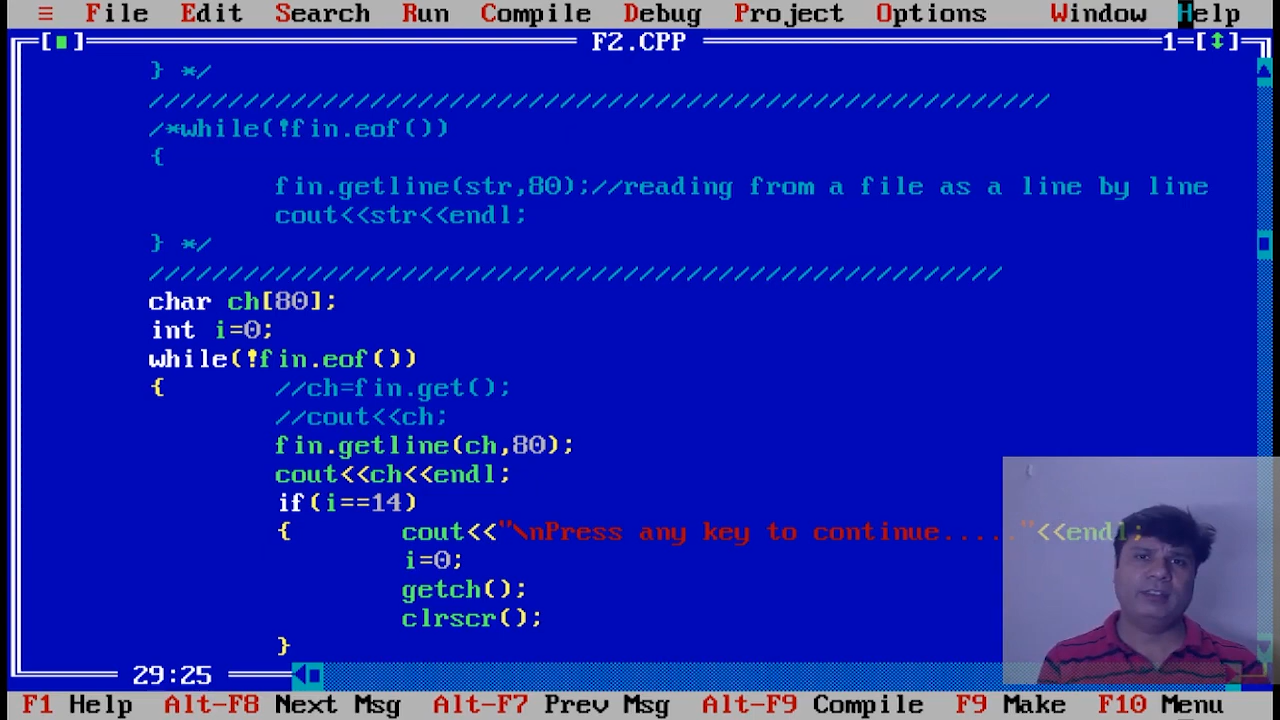 ≡ File Edit Search Run Compile Debug Project Options Window Help
[■] F2.CPP 1=[↕]
} */
/////////////////////////////////////////////////////////
/*while(!fin.eof())
{
fin.getline(str,80);//reading from a file as a line by line
cout<<str<<endl;
} */
//////////////////////////////////////////////////////
char ch[80];
int i=0;
while(!fin.eof())
{ //ch=fin.get();
//cout<<ch;
fin.getline(ch,80);
cout<<ch<<endl;
if(i==14)
{ cout<<"\nPress any key to continue....."<<endl;
i=0;
getch();
clrscr();
}
29:25
F1 Help Alt-F8 Next Msg Alt-F7 Prev Msg Alt-F9 Compile F9 Make F10 Menu